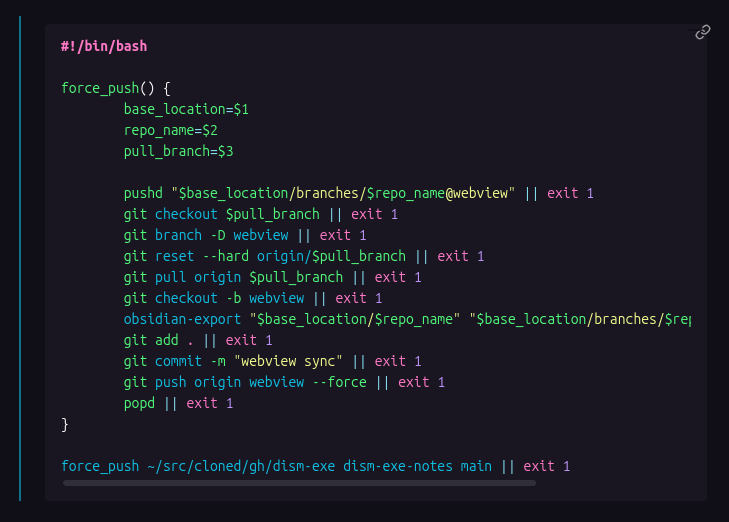 #!/bin/bash
force_push() {
base_location=$1
repo_name=$2
pull_branch=$3
pushd "$base_location/branches/$repo_name@webview" || exit 1
git checkout $pull_branch || exit 1
git branch -D webview || exit 1
git reset --hard origin/$pull_branch || exit 1
git pull origin $pull_branch || exit 1
git checkout -b webview || exit 1
obsidian-export "$base_location/$repo_name" "$base_location/branches/$rep
git add . || exit 1
git commit -m "webview sync" || exit 1
git push origin webview --force || exit 1
popd || exit 1
}
force_push ~/src/cloned/gh/dism-exe dism-exe-notes main || exit 1